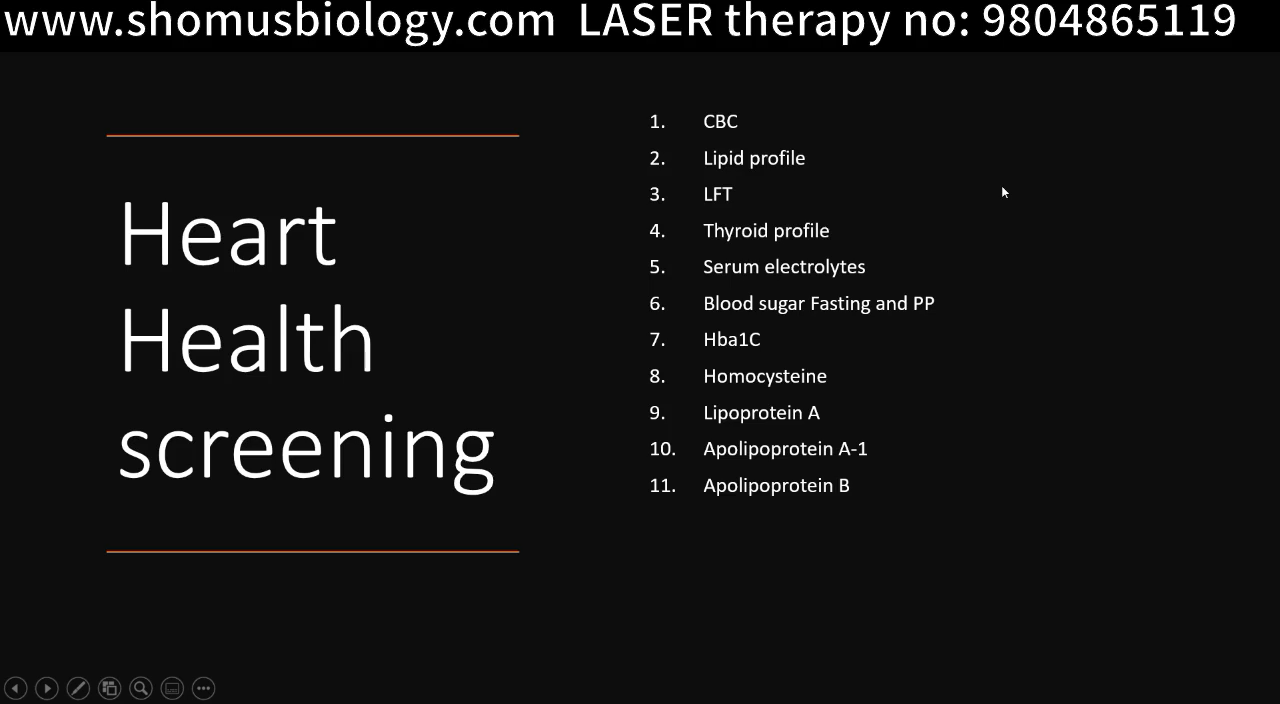 www.shomusbiology.com LASER therapy no: 9804865119
Heart
Health
screening
1. CBC
2. Lipid profile
3. LFT
4. Thyroid profile
5. Serum electrolytes
6. Blood sugar Fasting and PP
7. Hba1C
8. Homocysteine
9. Lipoprotein A
10. Apolipoprotein A-1
11. Apolipoprotein B